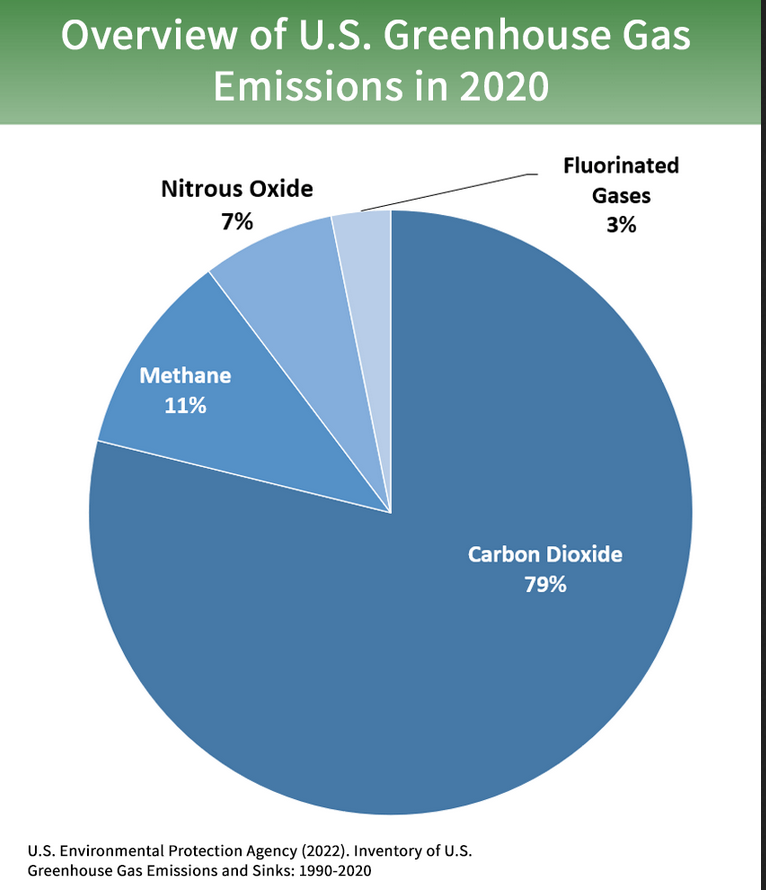 Overview of U.S. Greenhouse Gas
Emissions in 2020
Fluorinated
Gases
3%
Nitrous Oxide
7%
Methane
11%
Carbon Dioxide
79%
U.S. Environmental Protection Agency (2022). Inventory of U.S.
Greenhouse Gas Emissions and Sinks: 1990-2020